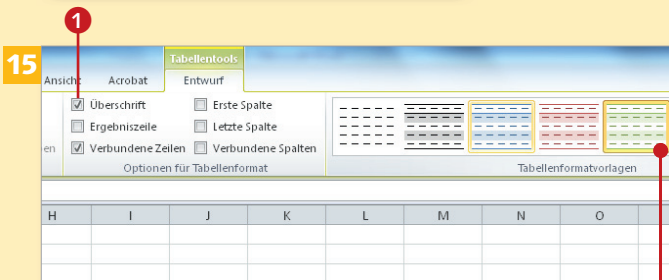 1
15
Tabellentools
Ansicht Acrobat Entwurf
Überschrift Erste Spalte
Ergebniszeile Letzte Spalte
en Verbundene Zeilen Verbundene Spalten
Optionen für Tabellenformat Tabellenformatvorlagen
H I J K L M N O